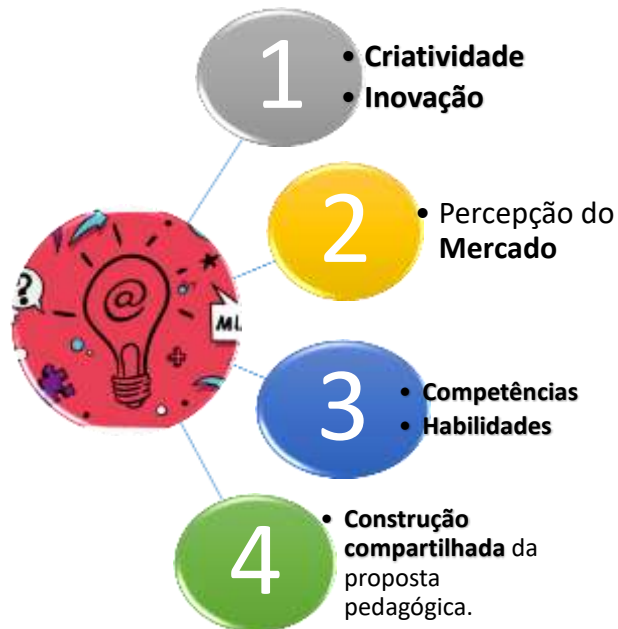 1
• Criatividade
• Inovação
2
• Percepção do
Mercado
@
?
3
• Competências
• Habilidades
4
• Construção
compartilhada da
proposta
pedagógica.